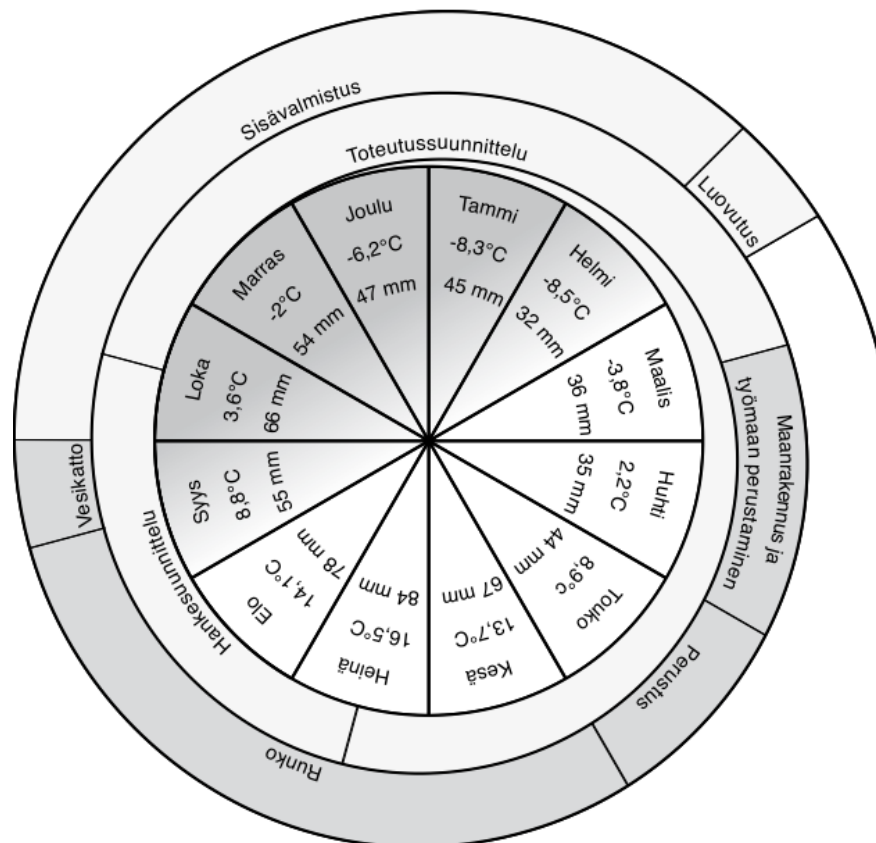 Sisävalmistus
Toteutussuunnittelu
Luovutus
Tammi
-8,3°C
45 mm
Helmi
-8,5°C
32 mm
Maalis
-3,8°C
36 mm
Huhti
2,2°C
35 mm
Touko
8,9°c
44 mm
Kesä
13,7°C
67 mm
Heinä
16,5°C
84 mm
Elo
14,1°C
78 mm
Syys
8,8°C
55 mm
Loka
3,6°C
66 mm
Marras
-2°C
54 mm
Joulu
-6,2°C
47 mm
Maanrakennus ja
työmaan perustaminen
Perustus
Runko
Hankesuunnittelu
Vesikatto